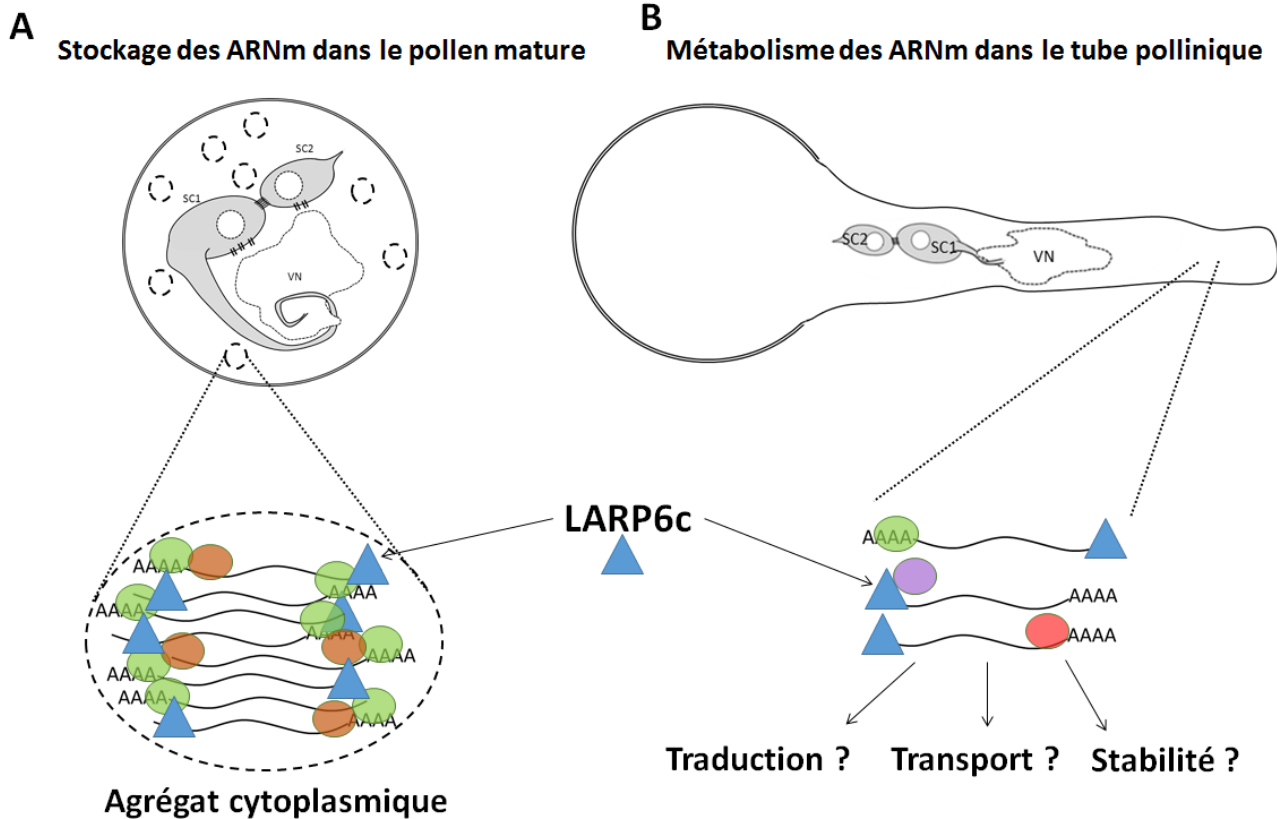 A
Stockage des ARNm dans le pollen mature
SC2
SC1
VN
B
Métabolisme des ARNm dans le tube pollinique
SC2
SC1
VN
LARP6c
AAAA
AAAA
AAAA
AAAA
AAAA
AAAA
AAAA
AAAA
Agrégat cytoplasmique
AAAA
AAAA
AAAA
Traduction ?
Transport ?
Stabilité ?